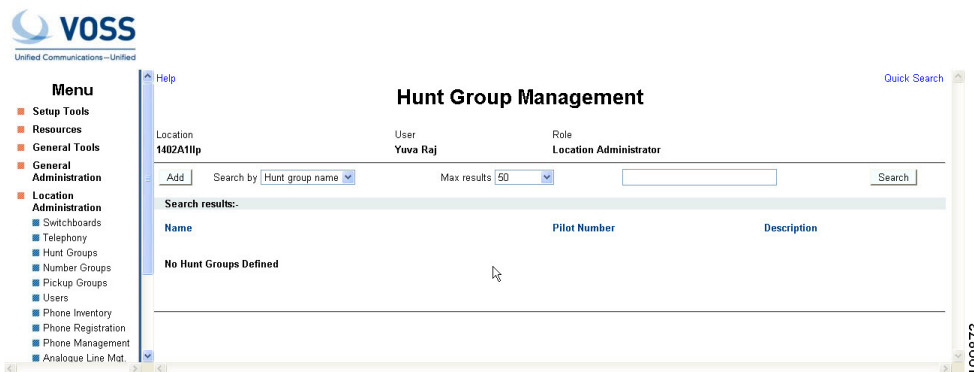 VOSS
Unified Communications—Unified
Menu
Setup Tools
Resources
General Tools
General
Administration
Location
Administration
Switchboards
Telephony
Hunt Groups
Number Groups
Pickup Groups
Users
Phone Inventory
Phone Registration
Phone Management
Analogue Line Mgt.
Help
Quick Search
Hunt Group Management
Location User Role
1402A1llp Yuva Raj Location Administrator
Add Search by Hunt group name Max results 50 Search
Search results:-
Name Pilot Number Description
No Hunt Groups Defined